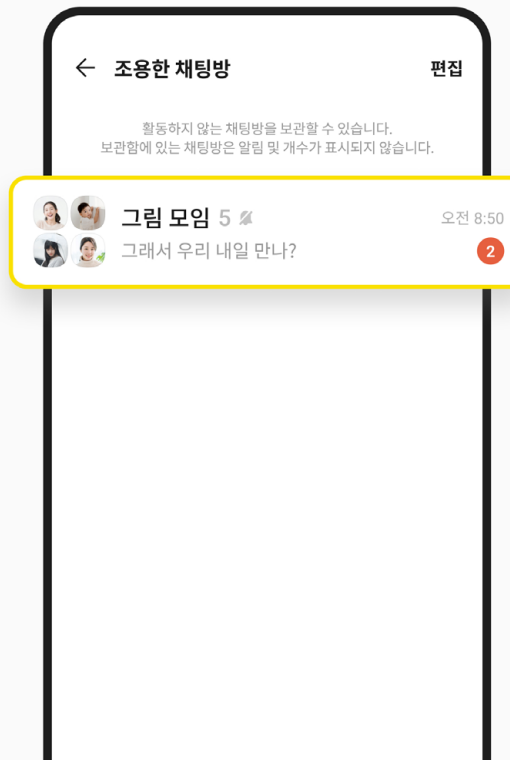 조용한 채팅방 편집
활동하지 않는 채팅방을 보관할 수 있습니다.
보관함에 있는 채팅방은 알림 및 개수가 표시되지 않습니다.
그림 모임 5 오전 8:50
그래서 우리 내일 만나? 2